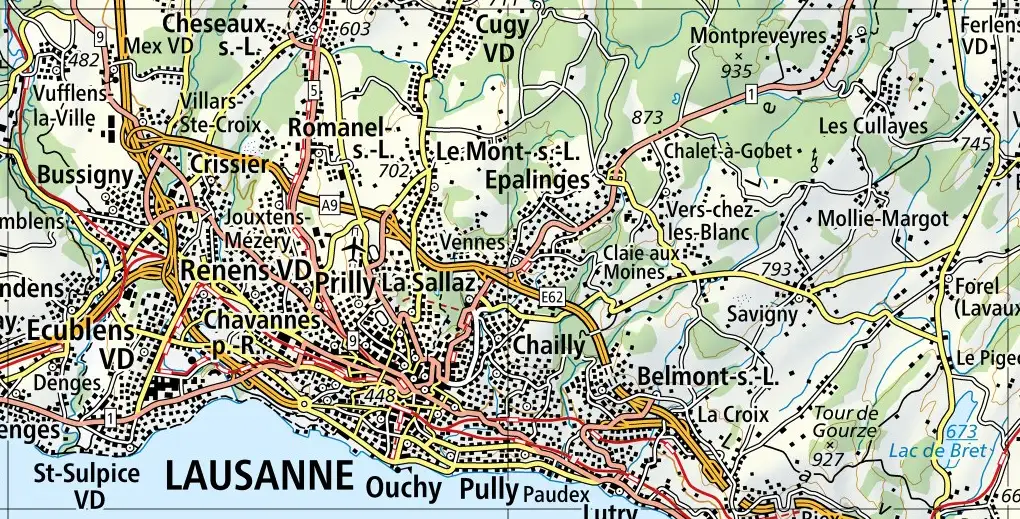 Cheseaux-
s.-L.
603
Cugy
VD
Montpreveyres
935
VD
9
482
Mex VD
Vufflens-
la-Ville
5
1
Villars-
Ste-Croix
Romanel-
s.-L.
702
873
Les Cullayes
745
Crissier
Le Mont-s.-L.
Epalinges
Chalet-à-Gobet
Bussigny
A9
Jouxtens-
Mézery
Vennes
Vers-chez-
les-Blanc
Mollie-Margot
Claie aux
Moines
793
Renens VD
Prilly
La Sallaz
E62
Savigny
Forel
(Lavaux
Ecublens
VD
Chavannes
p.-R.
9
Chailly
Denges
448
Belmont-s.-L.
1
La Croix
Tour de
Gourze
927
673
Lac de Bret
St-Sulpice
VD
LAUSANNE
Ouchy
Pully
Paudex
Lutry